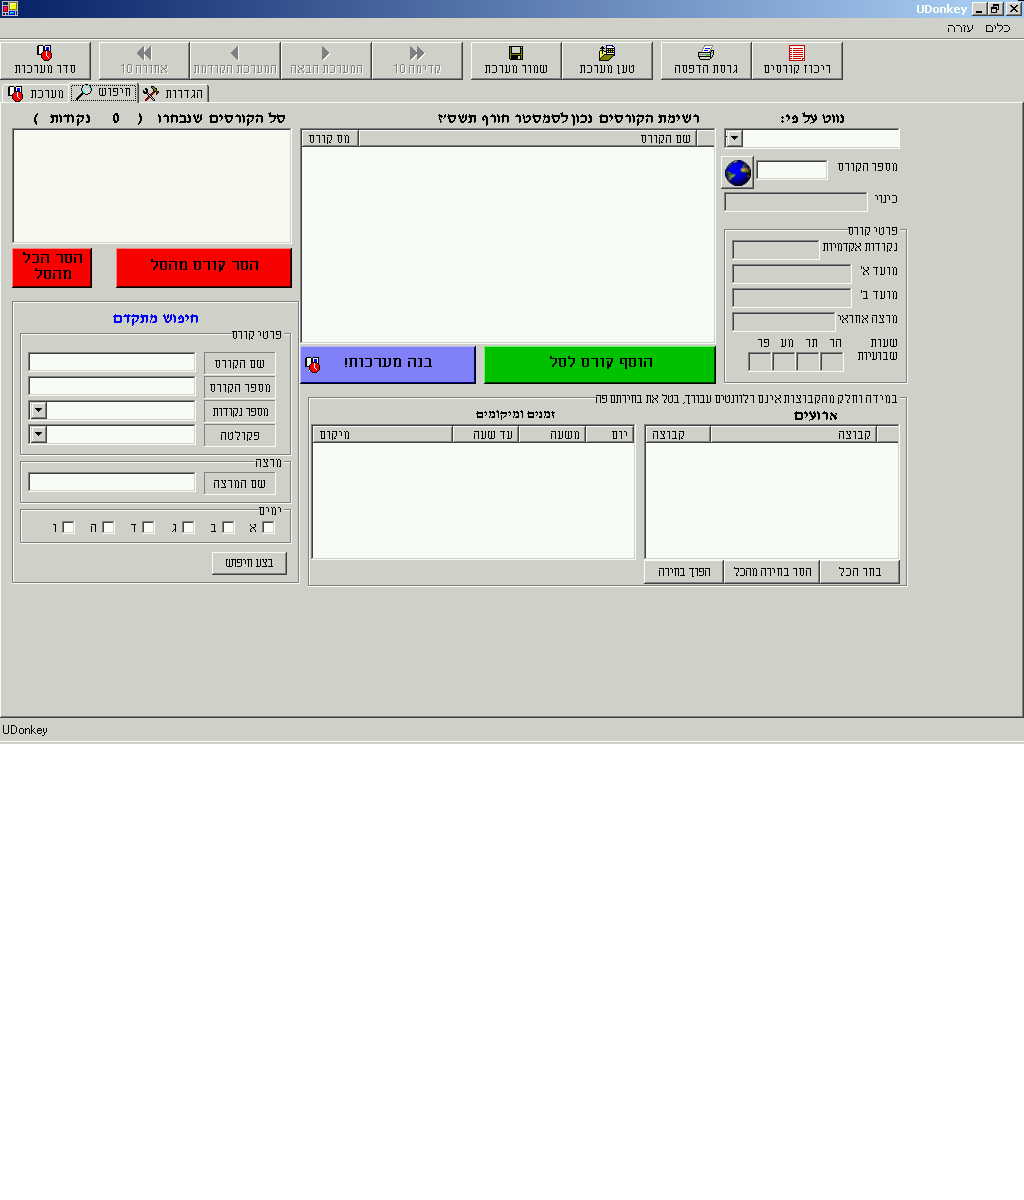 UDonkey
כלים עזרה
ריכוז קורסים
גרסת הדפסה
טען מערכת
שמור מערכת
קדימה 10
המערכת הבאה
המערכת הקודמת
אחורה 10
סדר מערכות
הגדרות
חיפוש
מערכת
נווט על פי:
מספר הקורס
כינוי
פרטי קורס
נקודות אקדמיות
מועד א'
מועד ב'
מרצה אחראי
שעות שבועיות
הר תר מע פר
רשימת הקורסים נכון לסמסטר חורף תשס'ז
שם הקורס
מס קורס
הוסף קורס לסל
בנה מערכות!
סל הקורסים שנבחרו ( 0 נקודות )
הסר קורס מהסל
הסר הכל מהסל
חיפוש מתקדם
פרטי קורס
שם הקורס
מספר הקורס
מספר נקודות
פקולטה
מרצה
שם המרצה
ימים
א ב ג ד ה ו
בצע חיפוש
במידה וחלק מהקבוצות אינם רלוונטים עבורך, בטל את בחירתם פה
ארועים
קבוצה
קבוצה
זמנים ומיקומים
יום
משעה
עד שעה
מיקום
בחר הכל
הסר בחירה מהכל
הפוך בחירה
UDonkey